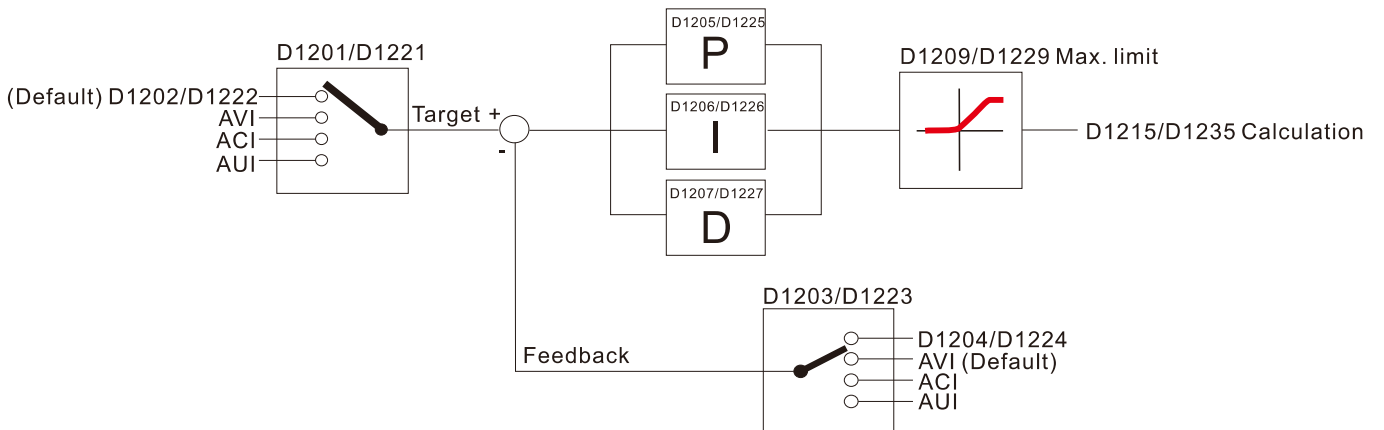 D1201/D1221
(Default) D1202/D1222
AVI
ACI
AUI
Target +
-
D1205/D1225
P
D1206/D1226
I
D1207/D1227
D
D1209/D1229 Max. limit
D1215/D1235 Calculation
Feedback
D1203/D1223
D1204/D1224
AVI (Default)
ACI
AUI